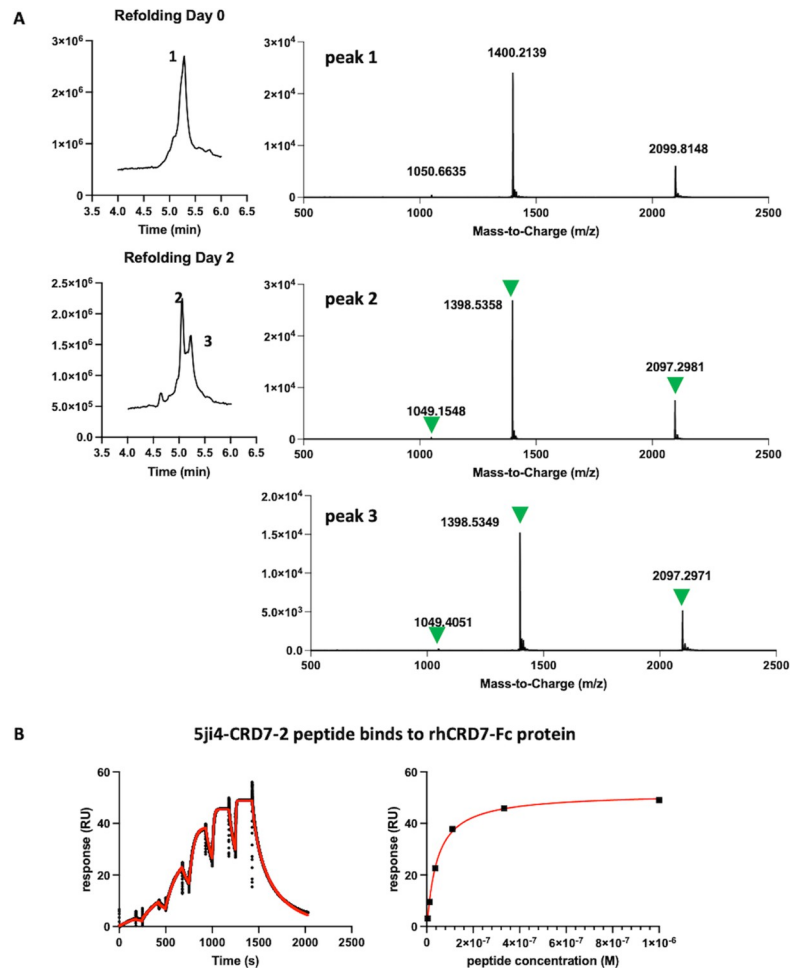 A
Refolding Day 0
3×10⁶
2×10⁶
1×10⁶
0
1
3.5 4.0 4.5 5.0 5.5 6.0 6.5
Time (min)
peak 1
3×10⁴
2×10⁴
1×10⁴
0
1050.6635
1400.2139
2099.8148
500 1000 1500 2000 2500
Mass-to-Charge (m/z)
Refolding Day 2
2.5×10⁶
2.0×10⁶
1.5×10⁶
1.0×10⁶
5.0×10⁵
0.0
2
3
3.5 4.0 4.5 5.0 5.5 6.0 6.5
Time (min)
peak 2
3×10⁴
2×10⁴
1×10⁴
0
1049.1548
1398.5358
2097.2981
500 1000 1500 2000 2500
Mass-to-Charge (m/z)
peak 3
2.0×10⁴
1.5×10⁴
1.0×10⁴
5.0×10³
0.0
1049.4051
1398.5349
2097.2971
500 1000 1500 2000 2500
Mass-to-Charge (m/z)
B
5ji4-CRD7-2 peptide binds to rhCRD7-Fc protein
response (RU)
60
40
20
0
0 500 1000 1500 2000 2500
Time (s)
response (RU)
60
40
20
0
0 2×10⁻⁷ 4×10⁻⁷ 6×10⁻⁷ 8×10⁻⁷ 1×10⁻⁶
peptide concentration (M)